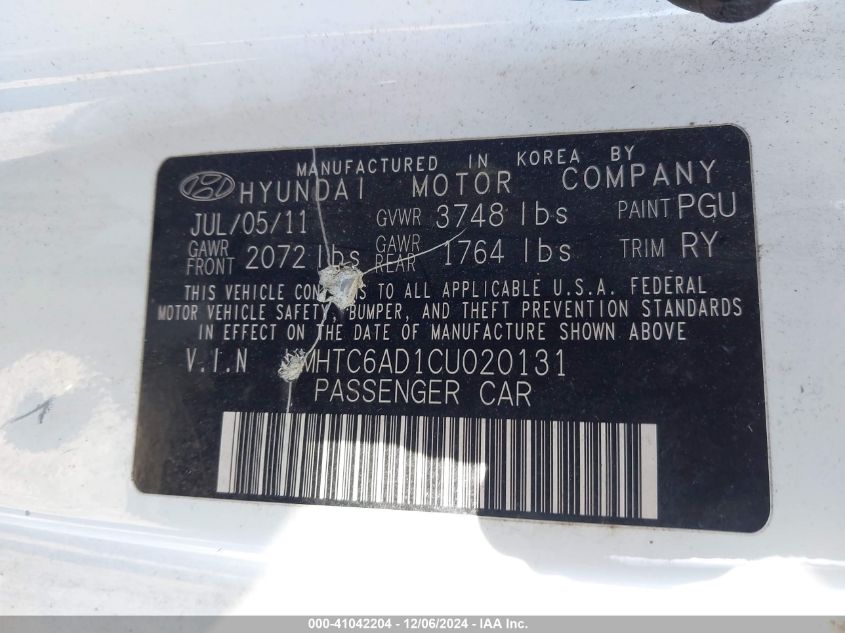 MANUFACTURED IN KOREA BY
HYUNDAI MOTOR COMPANY
JUL/05/11 GVWR 3748 lbs PAINT PGU
GAWR FRONT 2072 lbs GAWR REAR 1764 lbs TRIM RY
THIS VEHICLE TO ALL APPLICABLE U.S.A. FEDERAL
MOTOR VEHICLE SAFETY, BUMPER, AND THEFT PREVENTION STANDARDS
IN EFFECT ON THE DATE OF MANUFACTURE SHOWN ABOVE
V.I.N MHTC6AD1CU020131
PASSENGER CAR
000-41042204 - 12/06/2024 - IAA Inc.